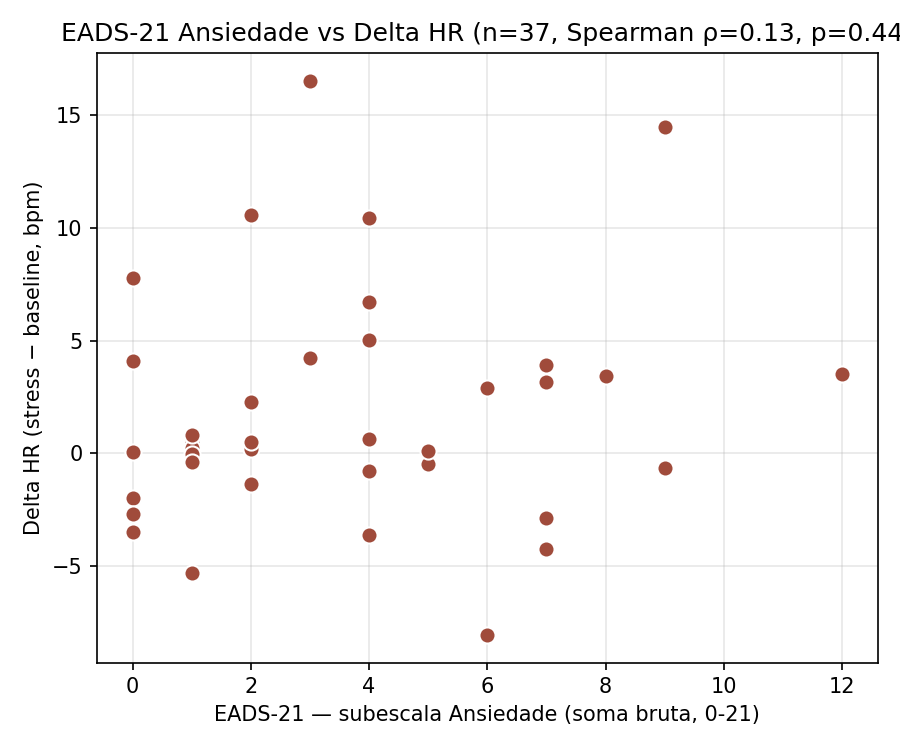 EADS-21 Ansiedade vs Delta HR (n=37, Spearman ρ=0.13, p=0.44
Delta HR (stress − baseline, bpm)
15
10
5
0
−5
0 2 4 6 8 10 12
EADS-21 — subescala Ansiedade (soma bruta, 0-21)